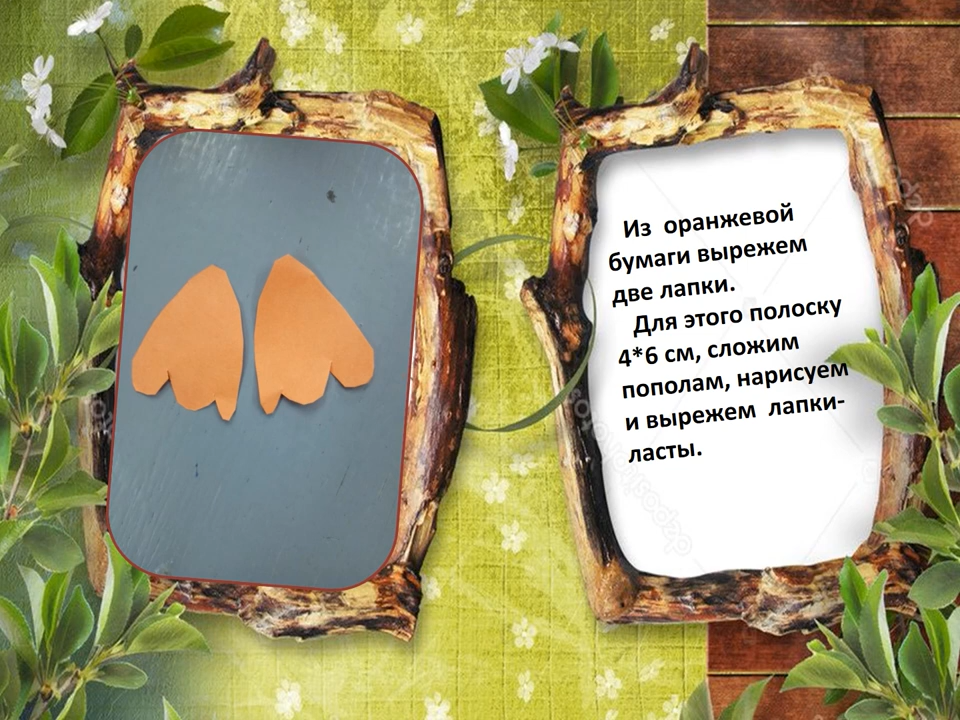 Из оранжевой
бумаги вырежем
две лапки.
Для этого полоску
4*6 см, сложим
пополам, нарисуем
и вырежем лапки-
ласты.